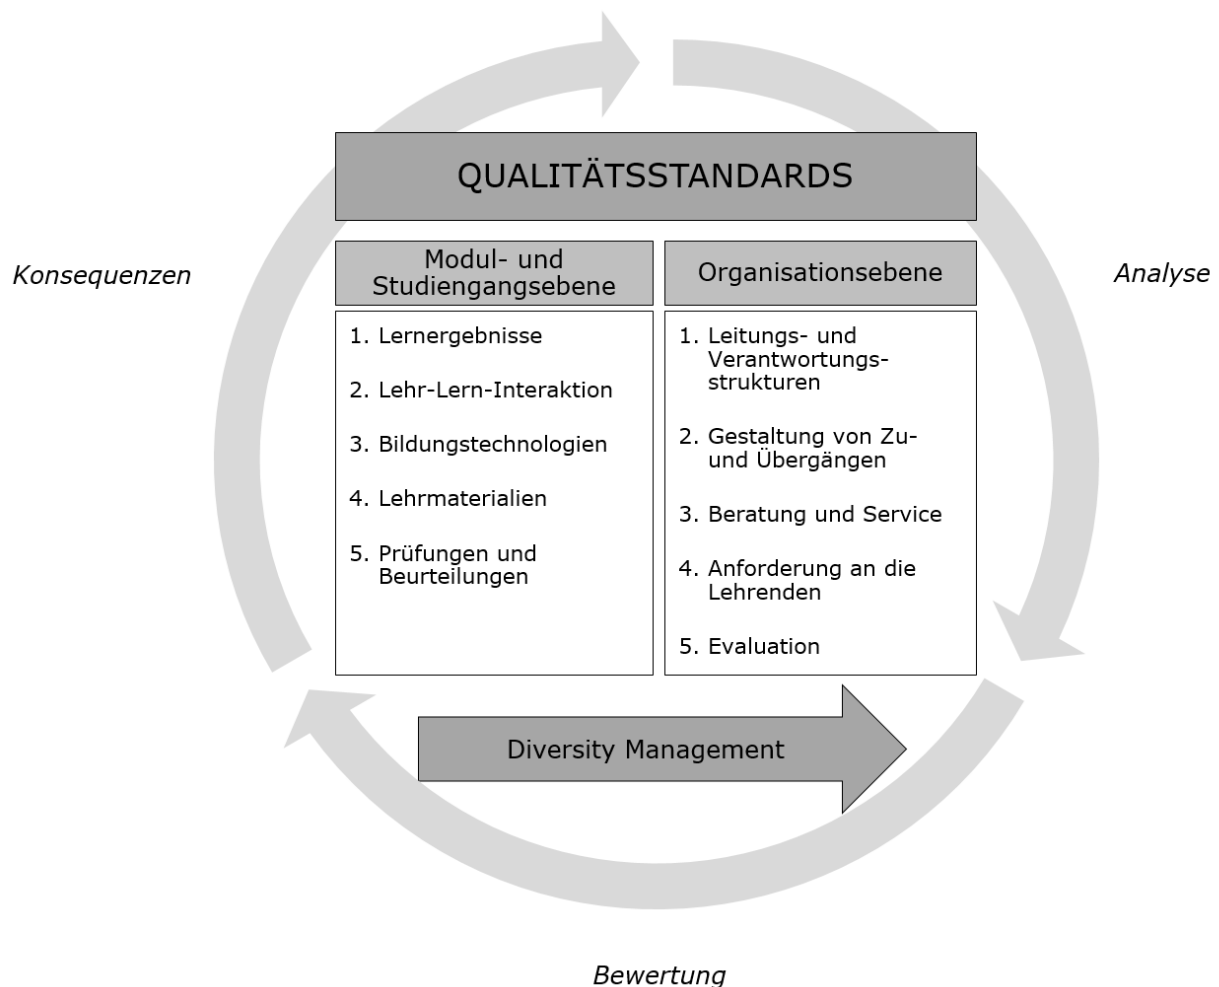 QUALITÄTSSTANDARDS
Konsequenzen
Analyse
Modul- und
Studiengangsebene
1. Lernergebnisse
2. Lehr-Lern-Interaktion
3. Bildungstechnologien
4. Lehrmaterialien
5. Prüfungen und
Beurteilungen
Organisationsebene
1. Leitungs- und
Verantwortungs-
strukturen
2. Gestaltung von Zu-
und Übergängen
3. Beratung und Service
4. Anforderung an die
Lehrenden
5. Evaluation
Diversity Management
Bewertung